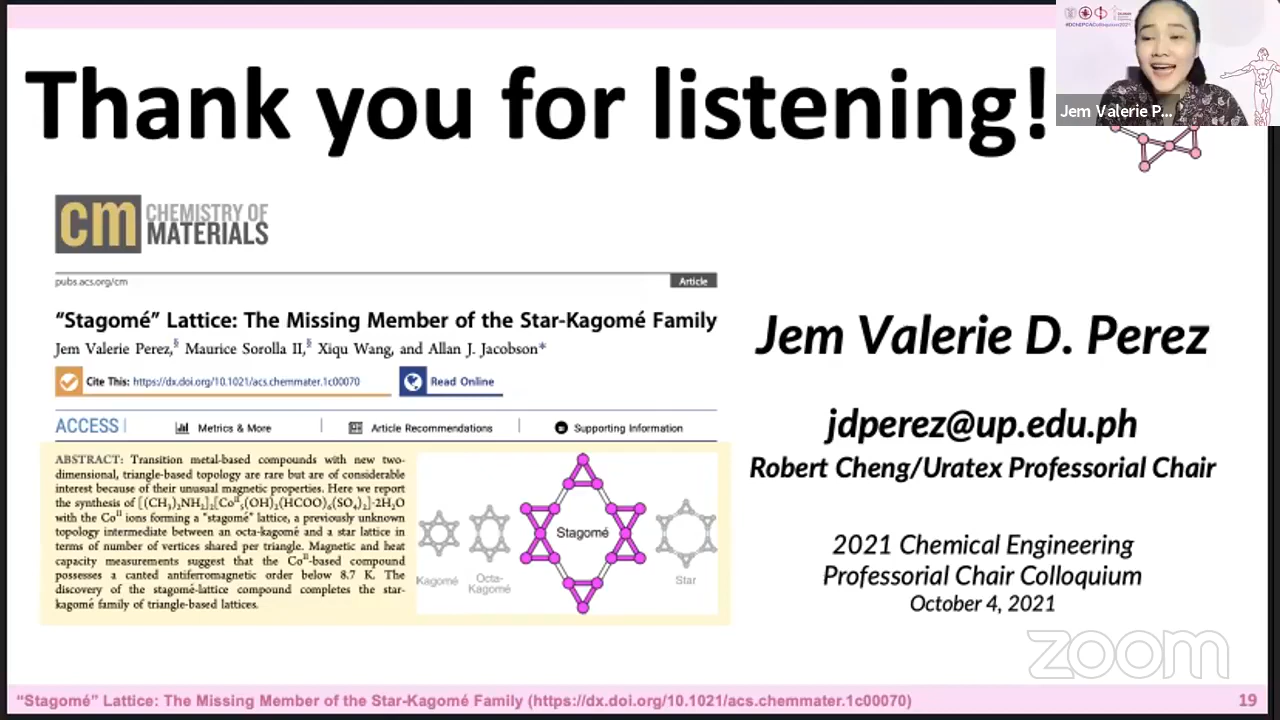 Thank you for listening!
Jem Valerie P...
cm CHEMISTRY OF
MATERIALS
pubs.acs.org/cm
Article
“Stagomé” Lattice: The Missing Member of the Star-Kagomé Family
Jem Valerie Perez,§ Maurice Sorolla II,§ Xiqu Wang, and Allan J. Jacobson*
Cite This: https://dx.doi.org/10.1021/acs.chemmater.1c00070
Read Online
ACCESS
Metrics & More
Article Recommendations
Supporting Information
ABSTRACT: Transition metal-based compounds with new two-
dimensional, triangle-based topology are rare but are of considerable
interest because of their unusual magnetic properties. Here we report
the synthesis of [(CH₃)₂NH₂]₂[Coᴵᴵ₅(OH)₂(HCOO)₆(SO₄)₂]·2H₂O
with the Coᴵᴵ ions forming a “stagomé” lattice, a previously unknown
topology intermediate between an octa-kagomé and a star lattice in
terms of number of vertices shared per triangle. Magnetic and heat
capacity measurements suggest that the Coᴵᴵ-based compound
possesses a canted antiferromagnetic order below 8.7 K. The
discovery of the stagomé-lattice compound completes the star-
kagomé family of triangle-based lattices.
Kagomé
Octa-
Kagomé
Stagomé
Star
Jem Valerie D. Perez
jdperez@up.edu.ph
Robert Cheng/Uratex Professorial Chair
2021 Chemical Engineering
Professorial Chair Colloquium
October 4, 2021
zoom
“Stagomé” Lattice: The Missing Member of the Star-Kagomé Family (https://dx.doi.org/10.1021/acs.chemmater.1c00070)
19